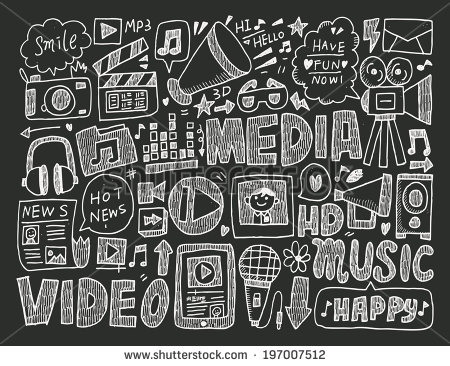 Smile
MP3
HI
HELLO
HAVE
FUN
NOW!
3D
MEDIA
NEWS
HOT
NEWS
HD
MUSIC
VIDEO
HAPPY
shutterstock
www.shutterstock.com · 197007512